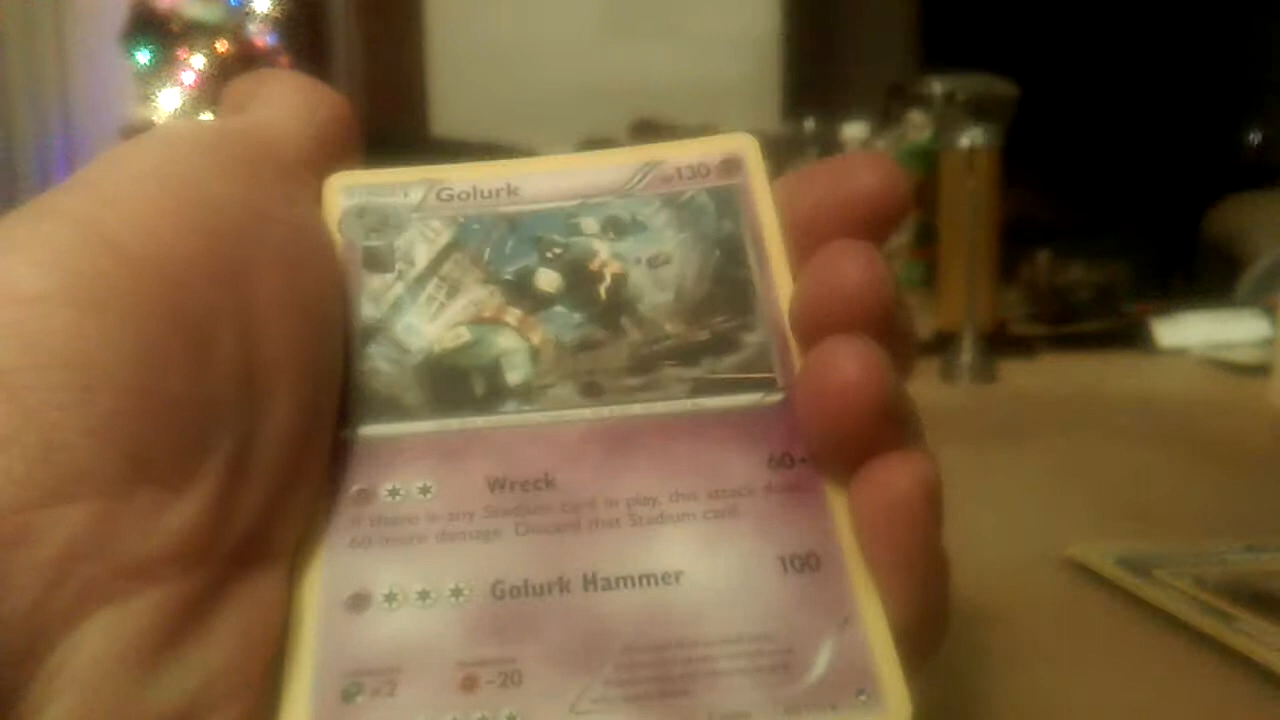 Golurk 130
Wreck 60+
If there is any Stadium card in play, this attack does
60 more damage. Discard that Stadium card.
Golurk Hammer 100
×2 -20